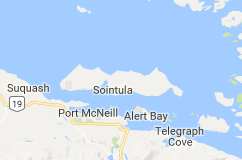 Suquash
19
Sointula
Port McNeill
Alert Bay
Telegraph
Cove